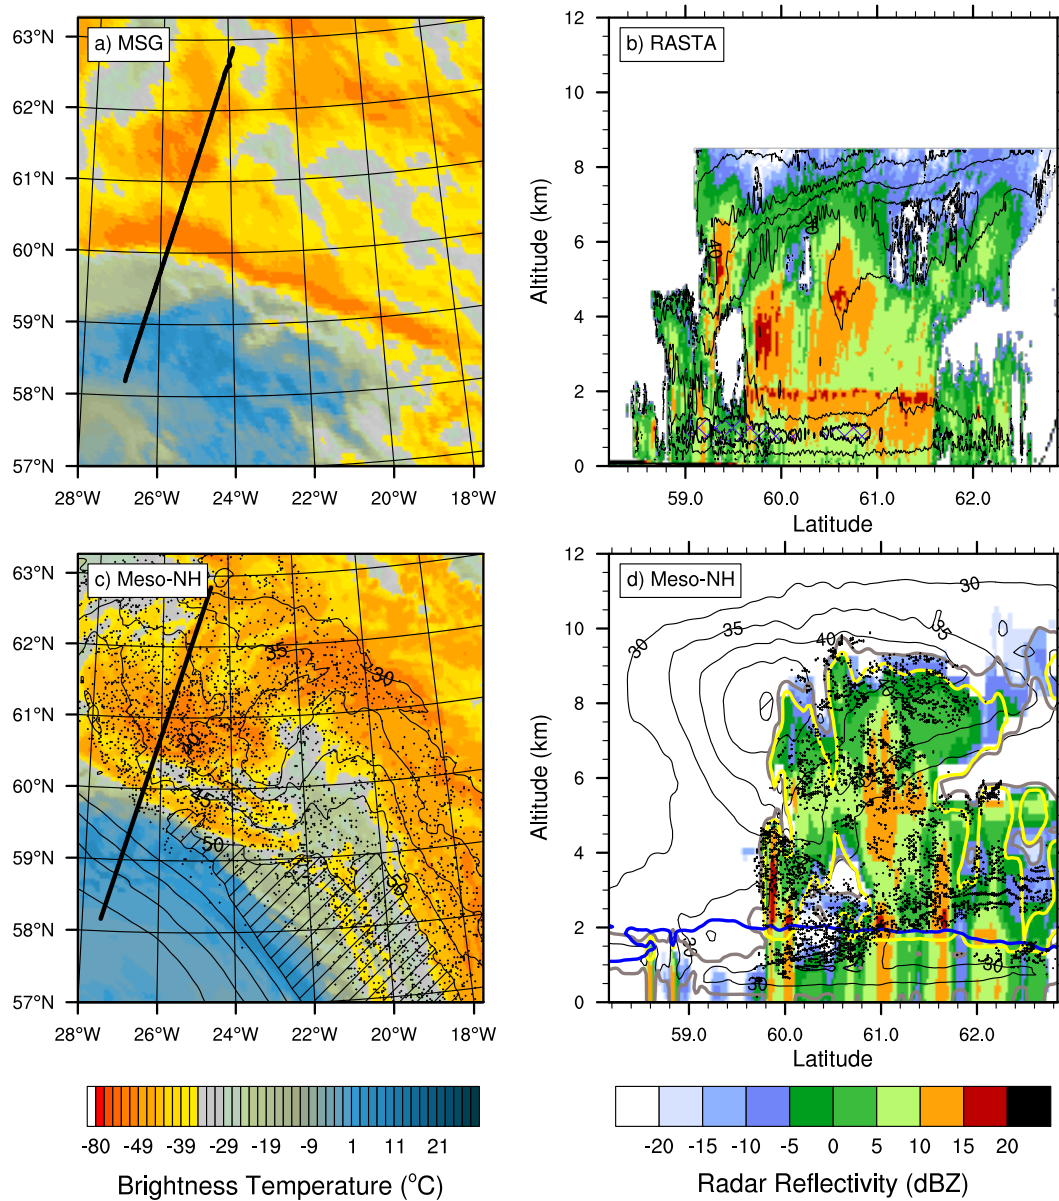 a) MSG
63°N
62°N
61°N
60°N
59°N
58°N
57°N
28°W 26°W 24°W 22°W 20°W 18°W
b) RASTA
Altitude (km)
12
10
8
6
4
2
0
40
59.0 60.0 61.0 62.0
Latitude
c) Meso-NH
63°N
62°N
61°N
60°N
59°N
58°N
57°N
35
30
45
50
50
28°W 26°W 24°W 22°W 20°W 18°W
d) Meso-NH
Altitude (km)
12
10
8
6
4
2
0
30
35
40
35
30
30
30
59.0 60.0 61.0 62.0
Latitude
-80 -49 -39 -29 -19 -9 1 11 21
Brightness Temperature (°C)
-20 -15 -10 -5 0 5 10 15 20
Radar Reflectivity (dBZ)